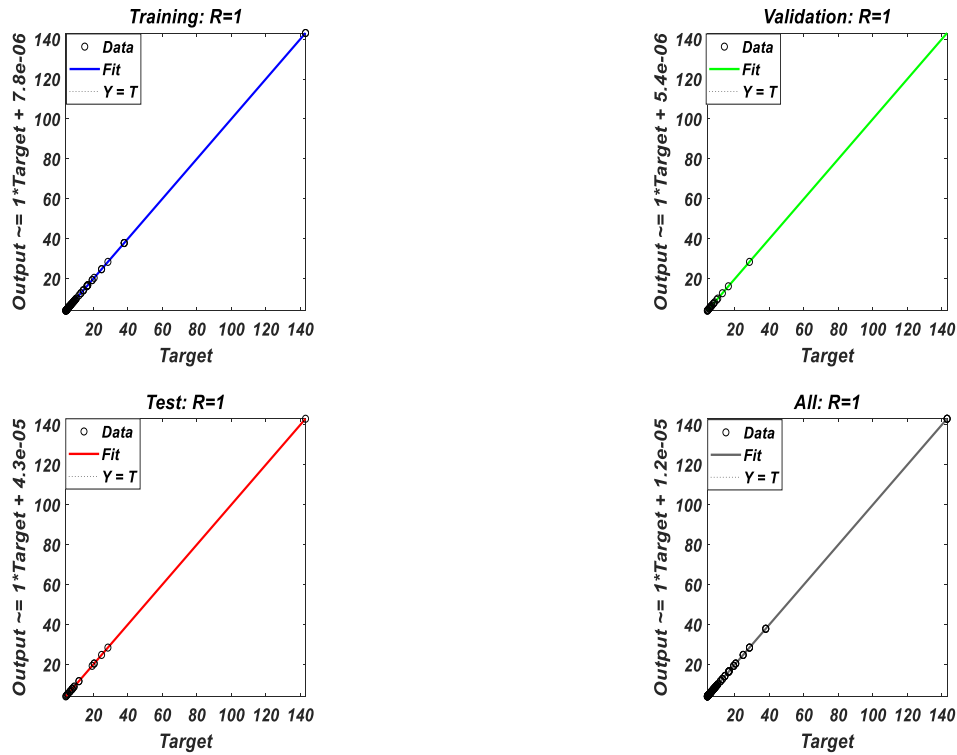 Training: R=1
Output ~= 1*Target + 7.8e-06
140
120
100
80
60
40
20
Data
Fit
Y = T
20 40 60 80 100 120 140
Target
Validation: R=1
Output ~= 1*Target + 5.4e-06
140
120
100
80
60
40
20
Data
Fit
Y = T
20 40 60 80 100 120 140
Target
Test: R=1
Output ~= 1*Target + 4.3e-05
140
120
100
80
60
40
20
Data
Fit
Y = T
20 40 60 80 100 120 140
Target
All: R=1
Output ~= 1*Target + 1.2e-05
140
120
100
80
60
40
20
Data
Fit
Y = T
20 40 60 80 100 120 140
Target